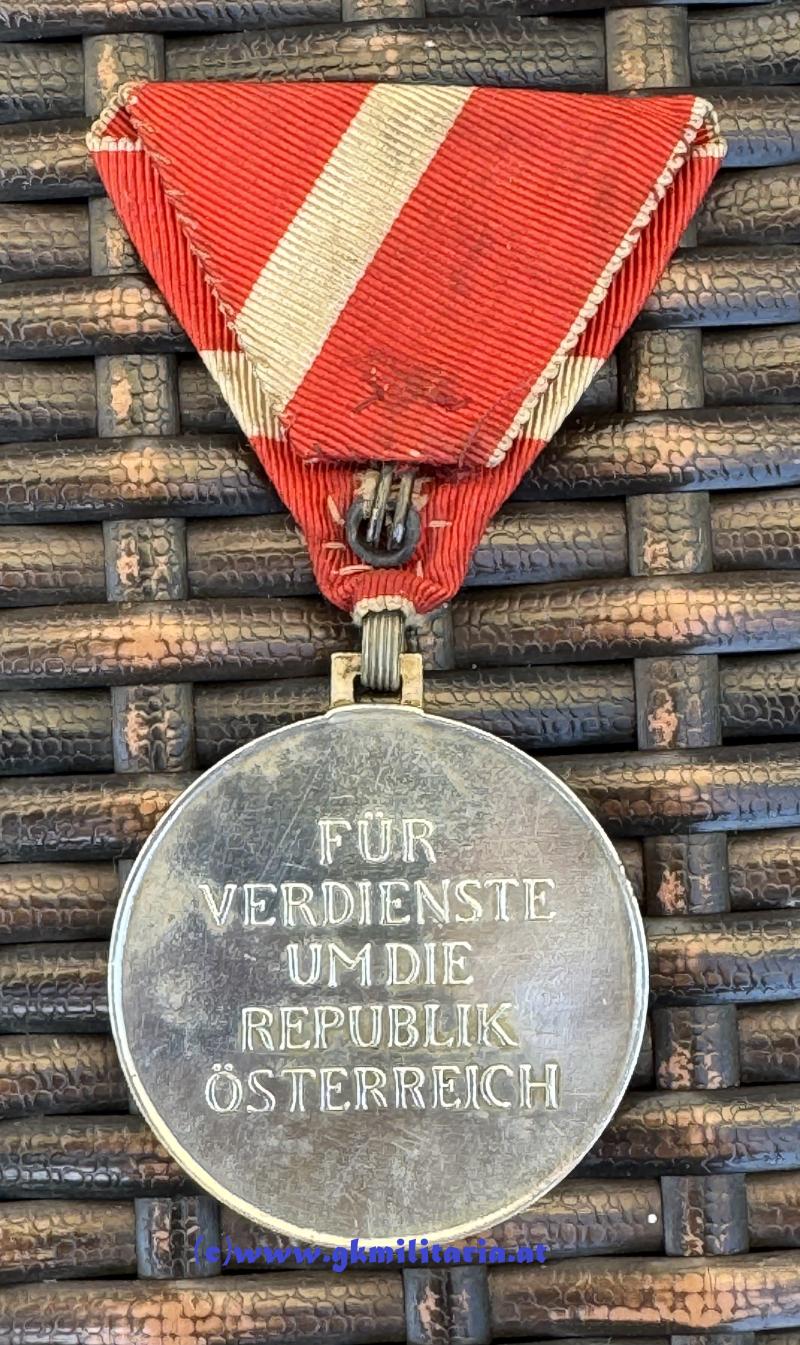 FÜR
VERDIENSTE
UM DIE
REPUBLIK
ÖSTERREICH
(c)www.gkmilitaria.at